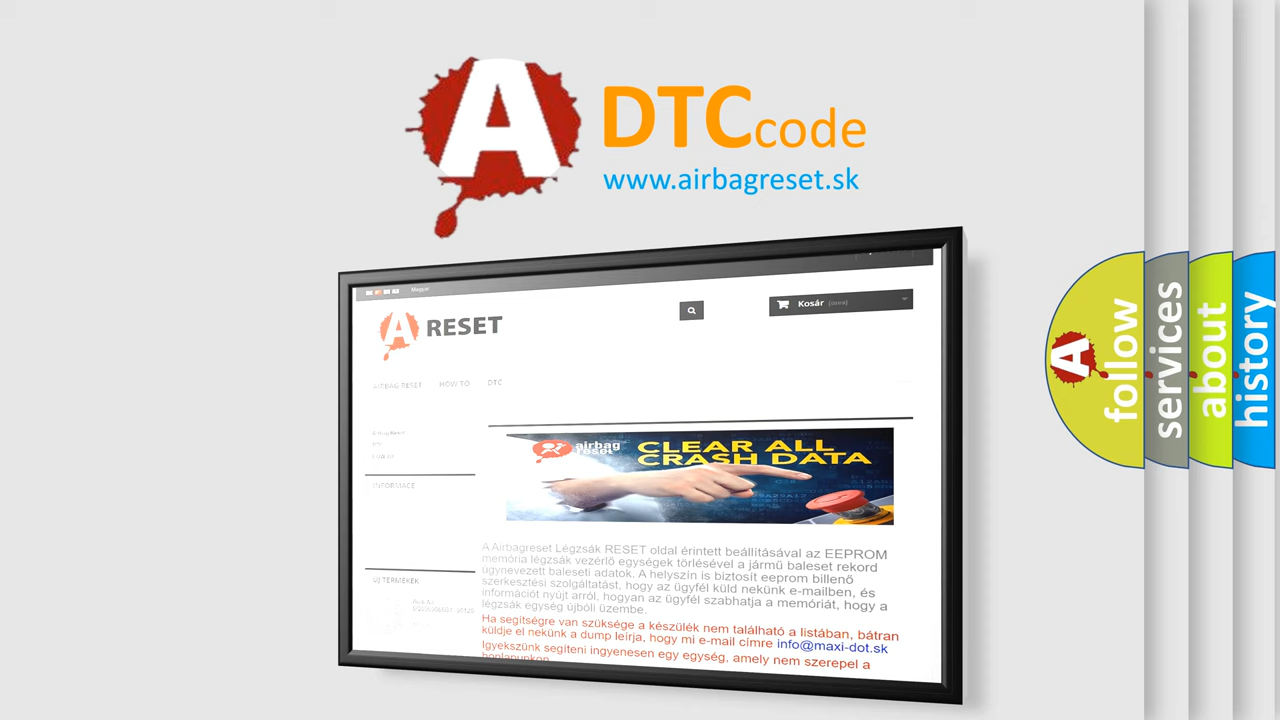 A
DTC code
www.airbagreset.sk
Magyar
A RESET
Kosár (üres)
AIRBAG RESET HOW TO DTC
INFORMACE
airbag
reset
CLEAR ALL
CRASH DATA
A Airbagreset Légzsák RESET oldal érintett beállításával az EEPROM
memória légzsák vezérlő egységek törlésével a jármű baleset rekord
úgynevezett baleseti adatok. A helyszín is biztosít eeprom billenő
szerkesztési szolgáltatást, hogy az ügyfél küld nekünk e-mailben, és
információt nyújt arról, hogyan az ügyfél szabhatja a memóriát, hogy a
légzsák egység újbóli üzembe.
Ha segítségre van szüksége a készülék nem található a listában, bátran
küldje el nekünk a dump leírja, hogy mi e-mail címre info@maxi-dot.sk
Igyekszünk segíteni ingyenesen egy egység, amely nem szerepel a
honlapunkon
ÚJ TERMÉKEK
A
follow
services
about
history